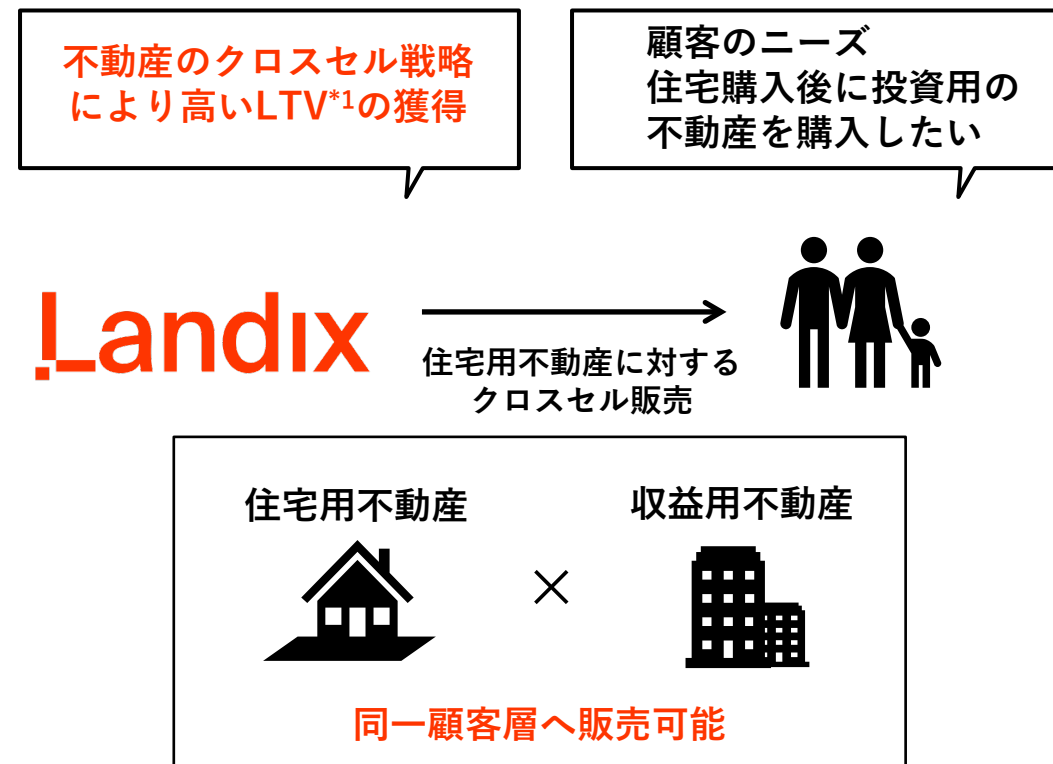 不動産のクロスセル戦略
により高いLTV*1の獲得
顧客のニーズ
住宅購入後に投資用の
不動産を購入したい
Landix
住宅用不動産に対する
クロスセル販売
住宅用不動産
収益用不動産
×
同一顧客層へ販売可能